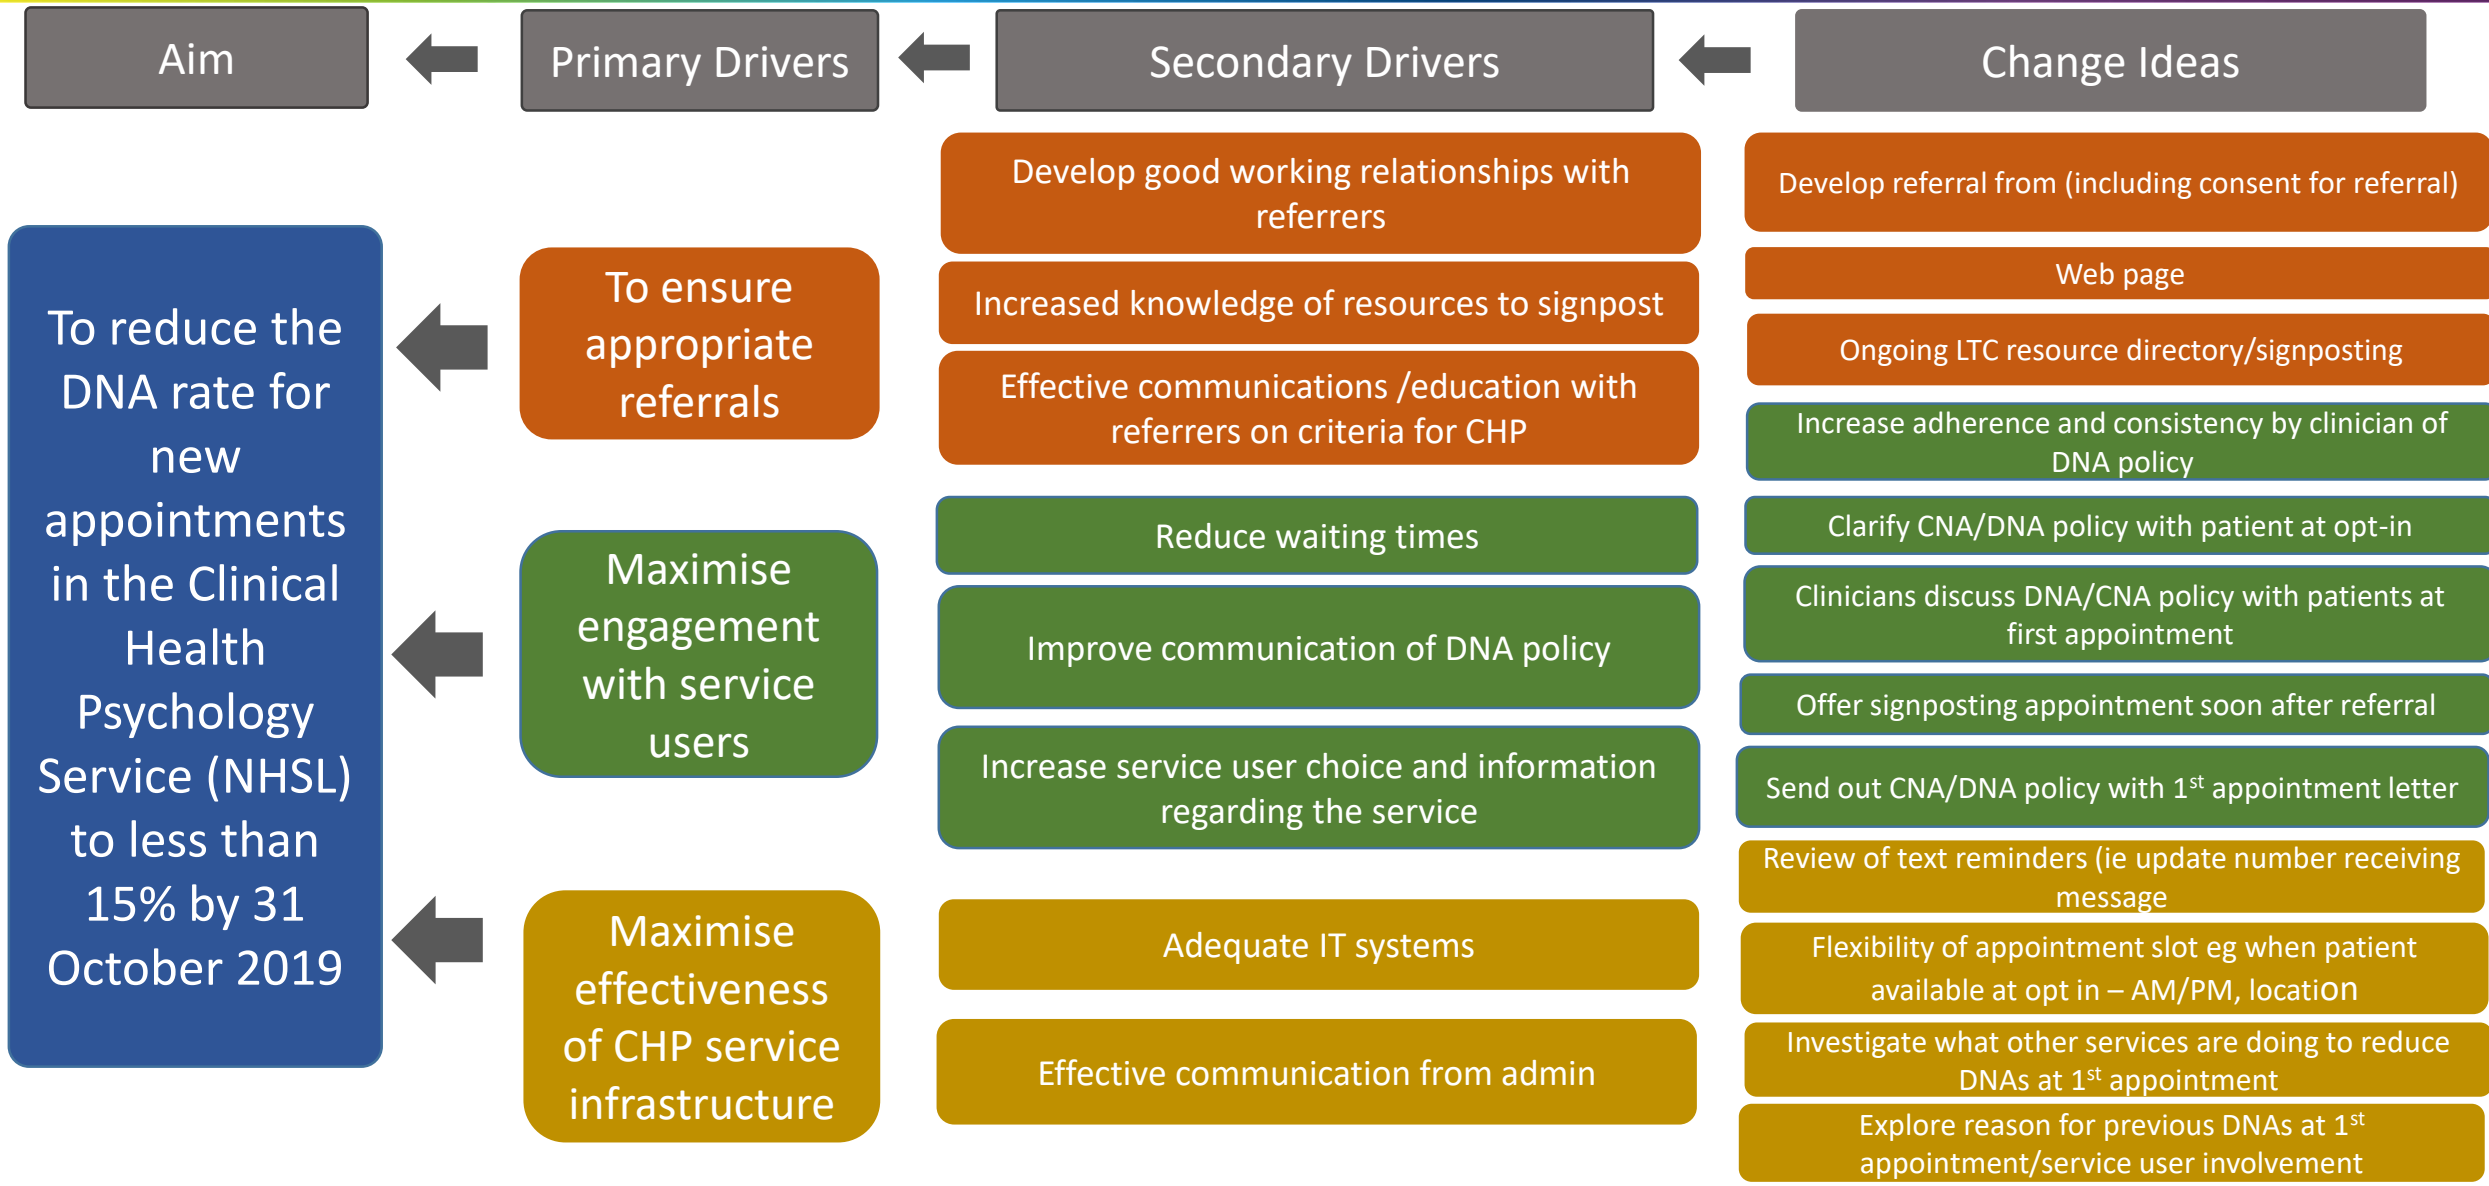 Aim
Primary Drivers
Secondary Drivers
Change Ideas
To reduce the
DNA rate for
new
appointments
in the Clinical
Health
Psychology
Service (NHSL)
to less than
15% by 31
October 2019
To ensure
appropriate
referrals
Maximise
engagement
with service
users
Maximise
effectiveness
of CHP service
infrastructure
Develop good working relationships with
referrers
Increased knowledge of resources to signpost
Effective communications /education with
referrers on criteria for CHP
Reduce waiting times
Improve communication of DNA policy
Increase service user choice and information
regarding the service
Adequate IT systems
Effective communication from admin
Develop referral from (including consent for referral)
Web page
Ongoing LTC resource directory/signposting
Increase adherence and consistency by clinician of
DNA policy
Clarify CNA/DNA policy with patient at opt-in
Clinicians discuss DNA/CNA policy with patients at
first appointment
Offer signposting appointment soon after referral
Send out CNA/DNA policy with 1st appointment letter
Review of text reminders (ie update number receiving
message
Flexibility of appointment slot eg when patient
available at opt in – AM/PM, location
Investigate what other services are doing to reduce
DNAs at 1st appointment
Explore reason for previous DNAs at 1st
appointment/service user involvement